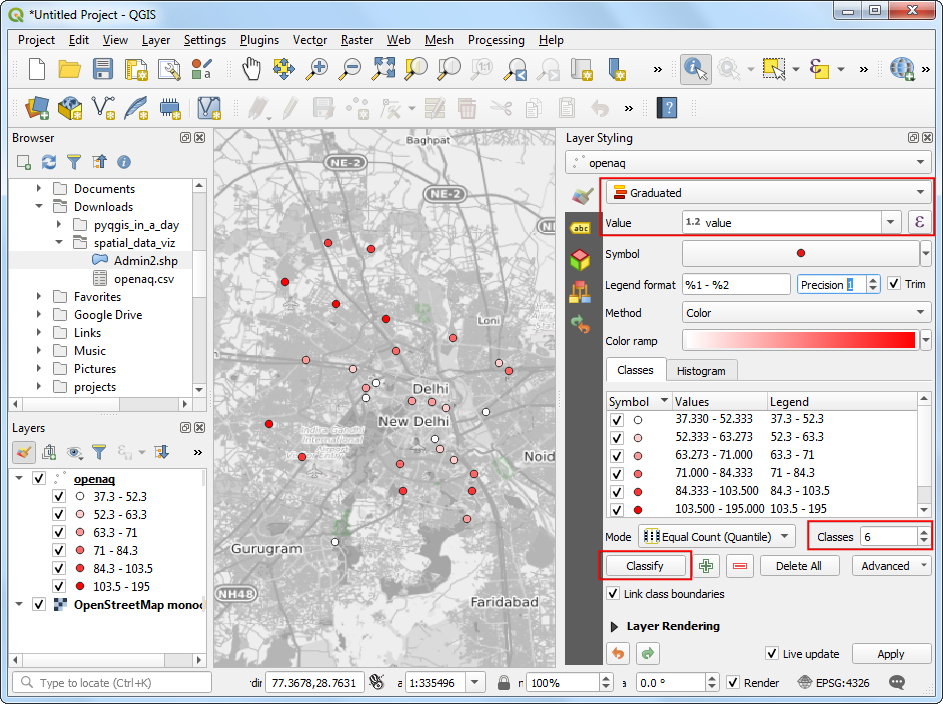 *Untitled Project - QGIS
Project Edit View Layer Settings Plugins Vector Raster Web Mesh Processing Help
Browser
Documents
Downloads
pyqgis_in_a_day
spatial_data_viz
Admin2.shp
openaq.csv
Favorites
Google Drive
Links
Music
Pictures
projects
Layers
openaq
37.3 - 52.3
52.3 - 63.3
63.3 - 71
71 - 84.3
84.3 - 103.5
103.5 - 195
OpenStreetMap monoc
Baghpat
NE-2
NE-2
Loni
Delhi
New Delhi
Indira Gandhi
International
Noid
Gurugram
NH48
Faridabad
Layer Styling
openaq
Graduated
Value 1.2 value ε
Symbol
Legend format %1 - %2 Precision 1 Trim
Method Color
Color ramp
Classes Histogram
Symbol Values Legend
37.330 - 52.333 37.3 - 52.3
52.333 - 63.273 52.3 - 63.3
63.273 - 71.000 63.3 - 71
71.000 - 84.333 71 - 84.3
84.333 - 103.500 84.3 - 103.5
103.500 - 195.000 103.5 - 195
Mode Equal Count (Quantile) Classes 6
Classify Delete All Advanced
Link class boundaries
Layer Rendering
Live update Apply
Type to locate (Ctrl+K) dir 77.3678,28.7631 a 1:335496 100% a 0.0 ° Render EPSG:4326